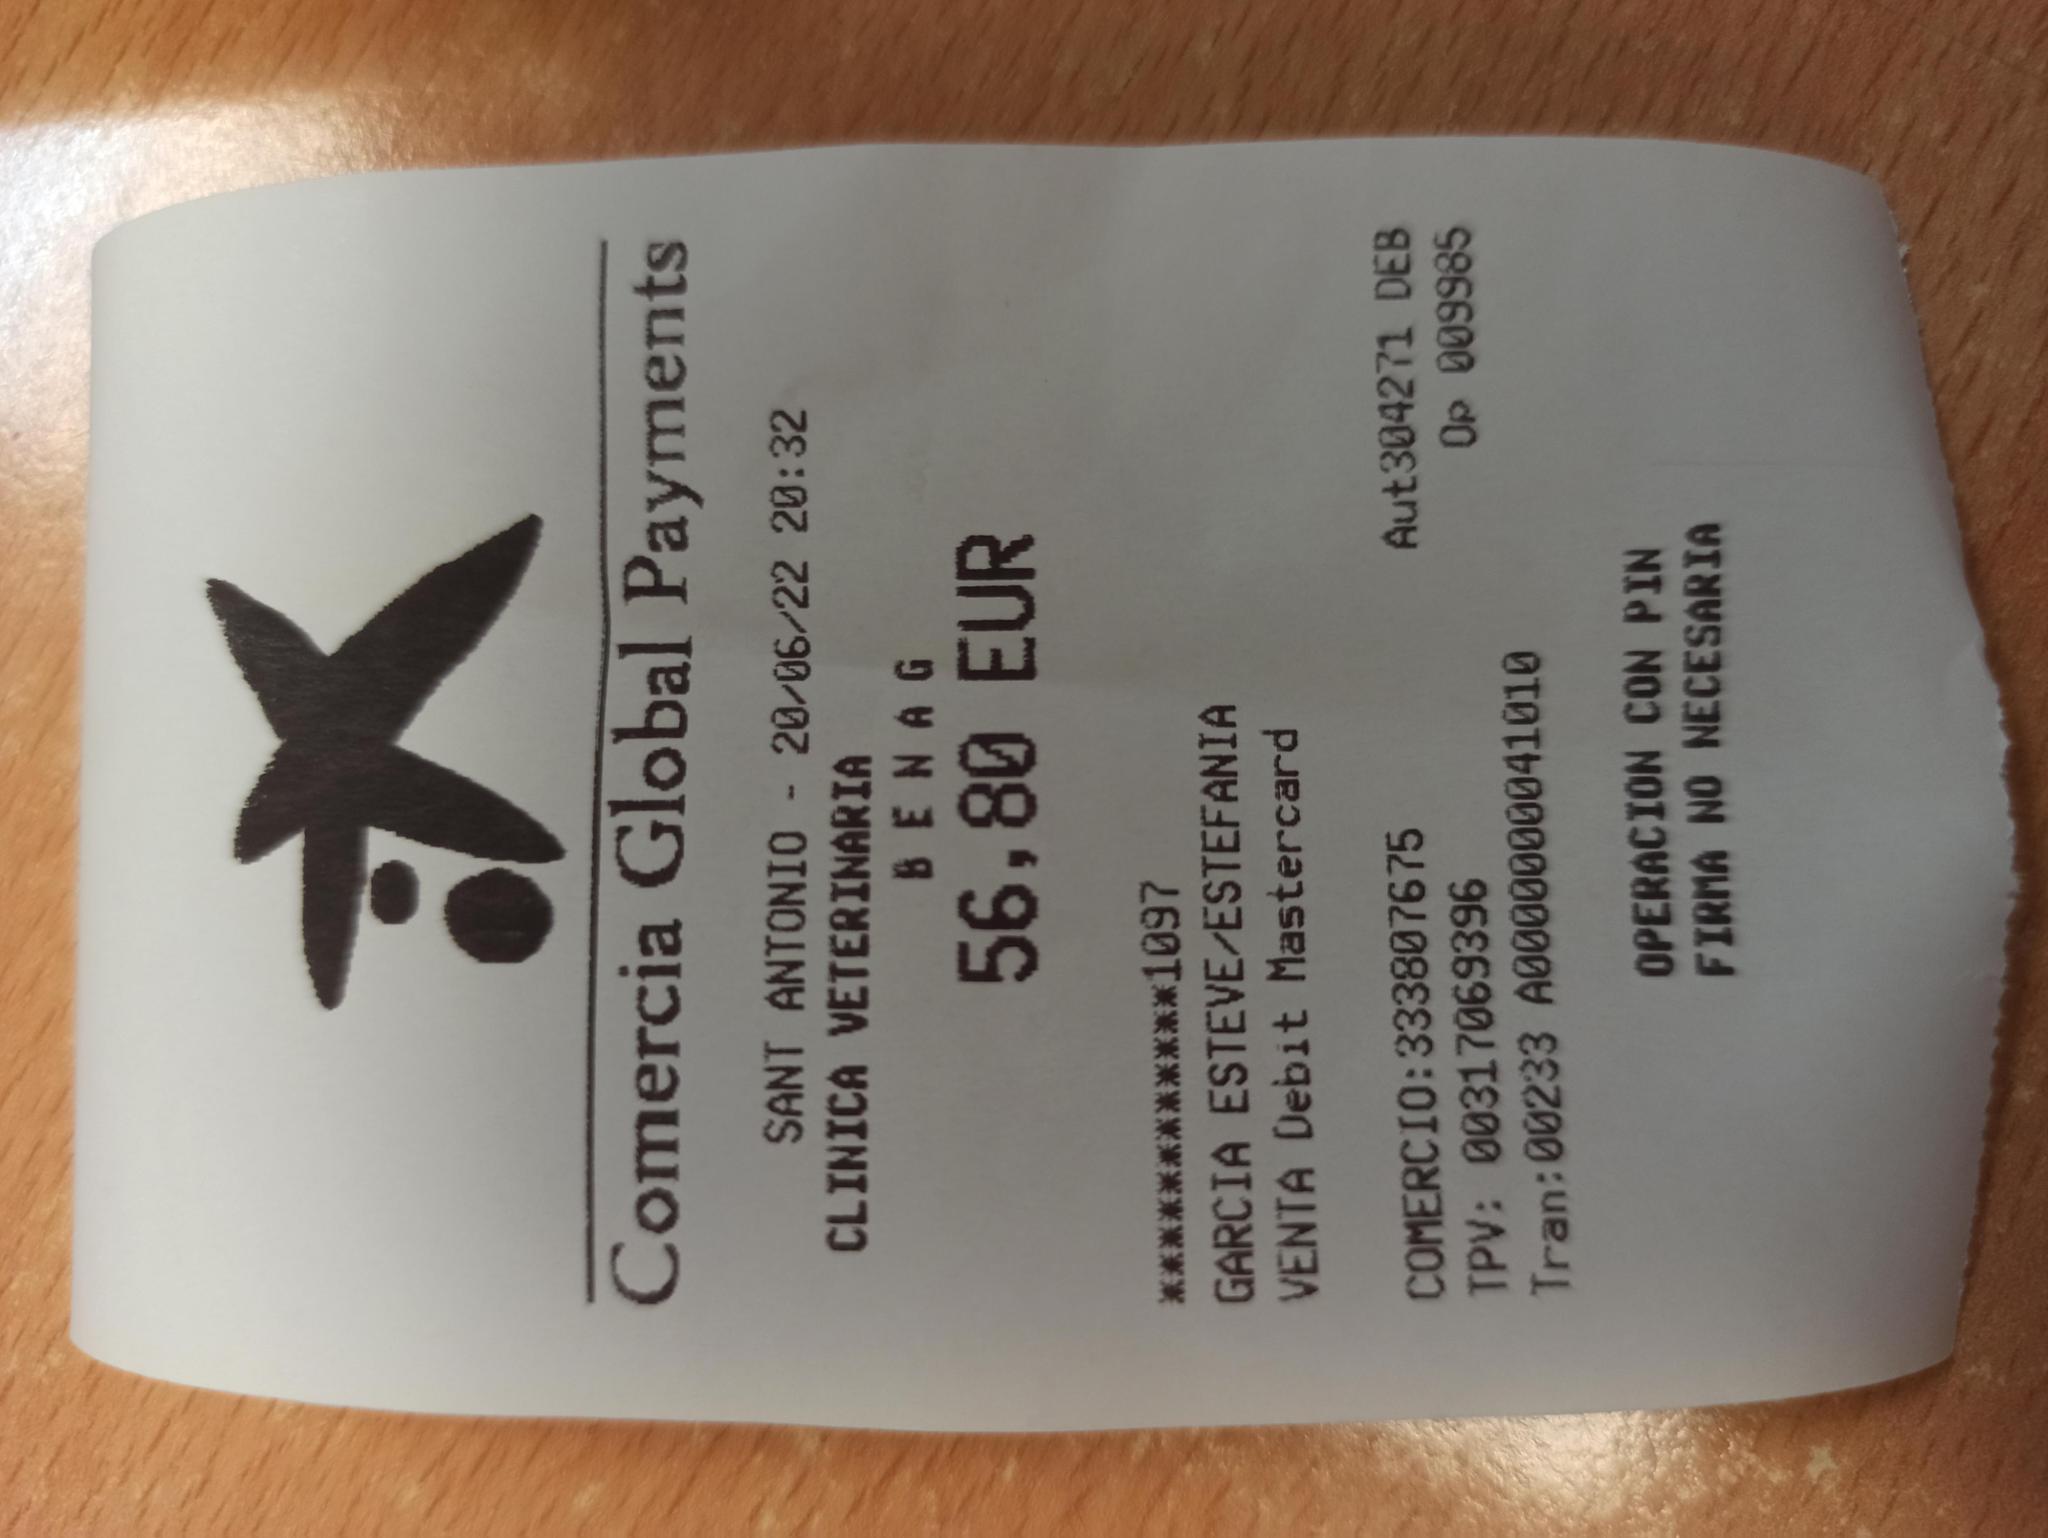 Comercia Global Payments
SANT ANTONIO - 20/06/22 20:32
CLINICA VETERINARIA
B E N A G
56,80 EUR
************1097
GARCIA ESTEVE/ESTEFANIA
VENTA Debit Mastercard
COMERCIO:333807675 Aut304271 DEB
TPV: 00317069396 Op 009985
Tran:00233 A0000000041010
OPERACION CON PIN
FIRMA NO NECESARIA